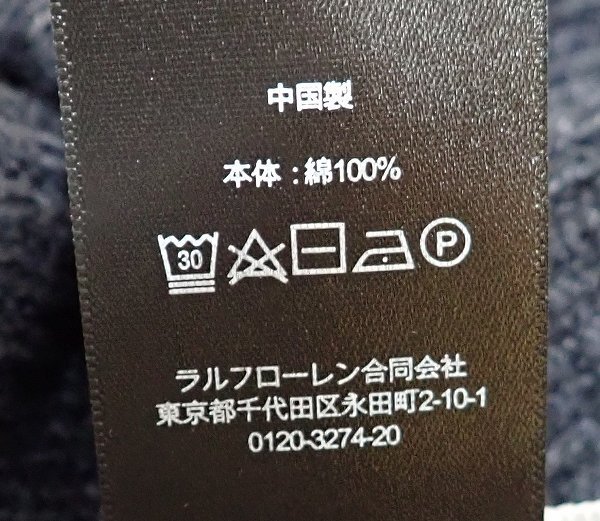 中国製
本体：綿100%
30 P
ラルフローレン合同会社
東京都千代田区永田町2-10-1
0120-3274-20